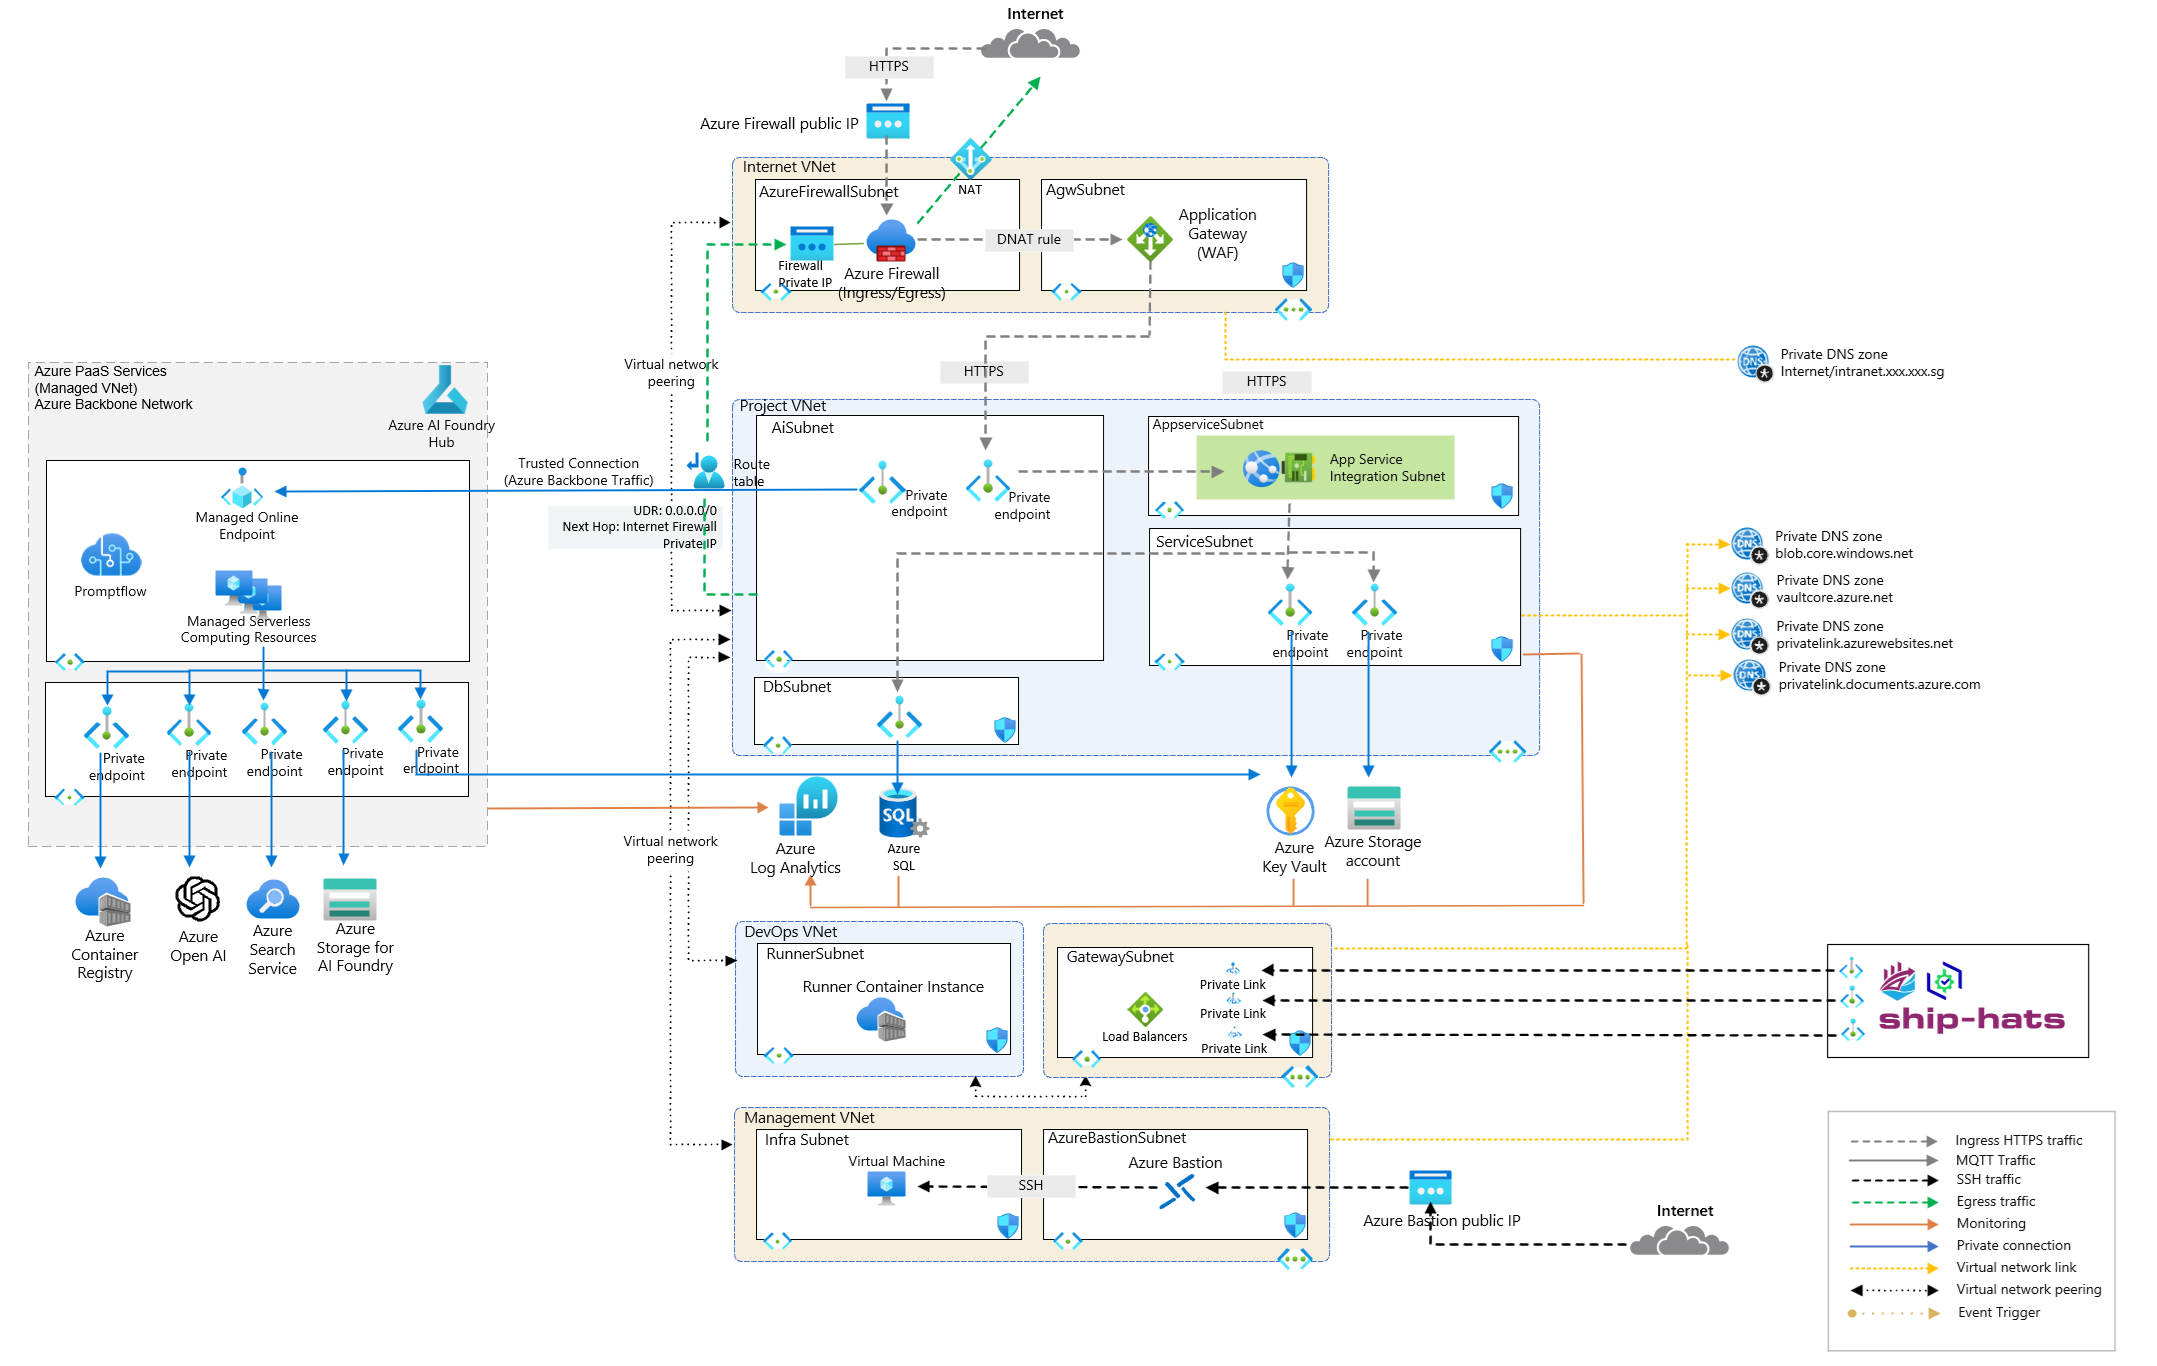 Internet
HTTPS
Azure Firewall public IP
Internet VNet
AzureFirewallSubnet
NAT
AgwSubnet
Application
Gateway
(WAF)
DNAT rule
Firewall
Private IP
Azure Firewall
(Ingress/Egress)
Virtual network
peering
HTTPS
HTTPS
Private DNS zone
Internet/intranet.xxx.xxx.sg
Azure PaaS Services
(Managed VNet)
Azure Backbone Network
Azure AI Foundry
Hub
Project VNet
AiSubnet
AppserviceSubnet
App Service
Integration Subnet
Trusted Connection
(Azure Backbone Traffic)
Route
table
Private
endpoint
Private
endpoint
UDR: 0.0.0.0/0
Next Hop: Internet Firewall
Private IP
Managed Online
Endpoint
Promptflow
Managed Serverless
Computing Resources
ServiceSubnet
Private
endpoint
Private
endpoint
Private DNS zone
blob.core.windows.net
Private DNS zone
vaultcore.azure.net
Private DNS zone
privatelink.azurewebsites.net
Private DNS zone
privatelink.documents.azure.com
DbSubnet
Private
endpoint
Private
endpoint
Private
endpoint
Private
endpoint
Private
endpoint
Virtual network
peering
Azure
Log Analytics
SQL
Azure
SQL
Azure
Key Vault
Azure Storage
account
Azure
Container
Registry
Azure
Open AI
Azure
Search
Service
Azure
Storage for
AI Foundry
DevOps VNet
RunnerSubnet
Runner Container Instance
GatewaySubnet
Private Link
Private Link
Private Link
Load Balancers
ship-hats
Management VNet
Infra Subnet
Virtual Machine
SSH
AzureBastionSubnet
Azure Bastion
Azure Bastion public IP
Internet
Ingress HTTPS traffic
MQTT Traffic
SSH traffic
Egress traffic
Monitoring
Private connection
Virtual network link
Virtual network peering
Event Trigger
DNS
DNS
DNS
DNS
DNS